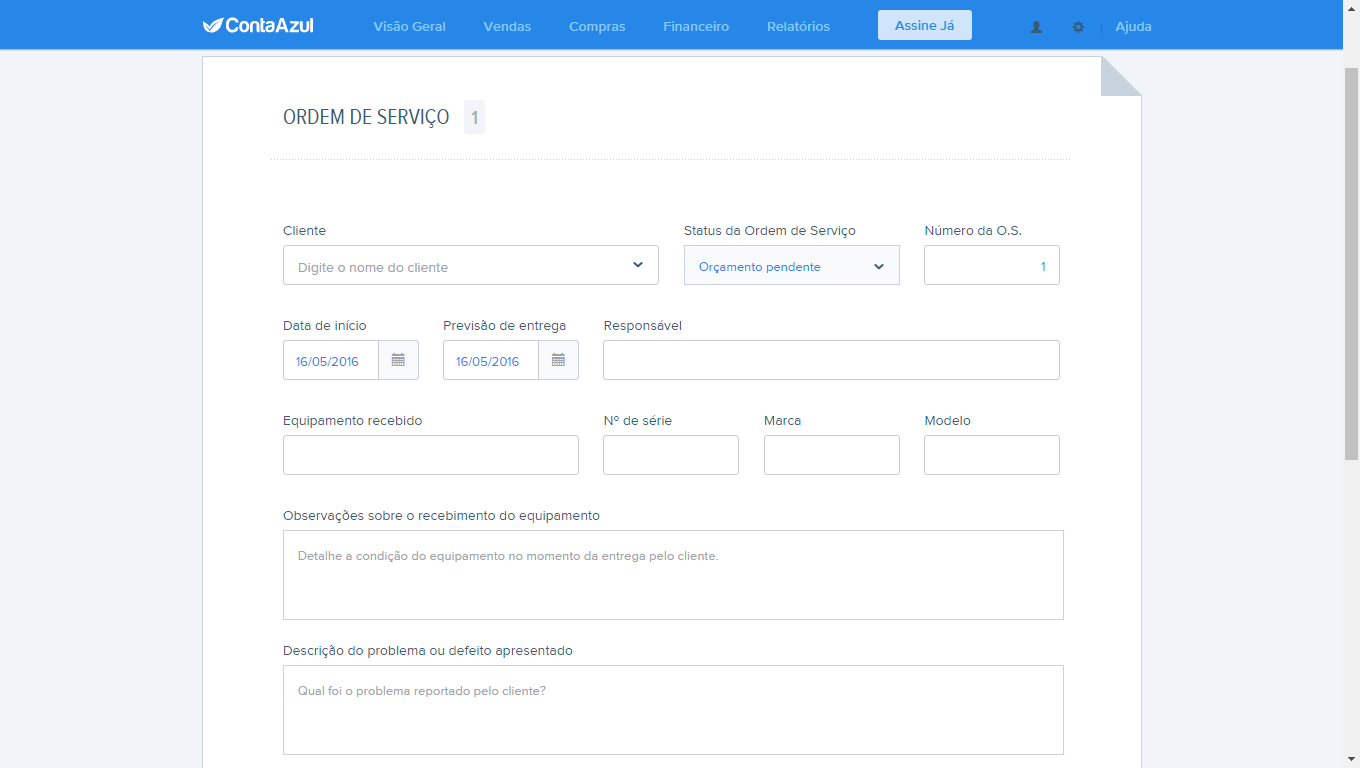 ContaAzul Visão Geral Vendas Compras Financeiro Relatórios Assine Já Ajuda
ORDEM DE SERVIÇO 1
Cliente Status da Ordem de Serviço Número da O.S.
Digite o nome do cliente Orçamento pendente 1
Data de início Previsão de entrega Responsável
16/05/2016 16/05/2016
Equipamento recebido Nº de série Marca Modelo
Observações sobre o recebimento do equipamento
Detalhe a condição do equipamento no momento da entrega pelo cliente.
Descrição do problema ou defeito apresentado
Qual foi o problema reportado pelo cliente?